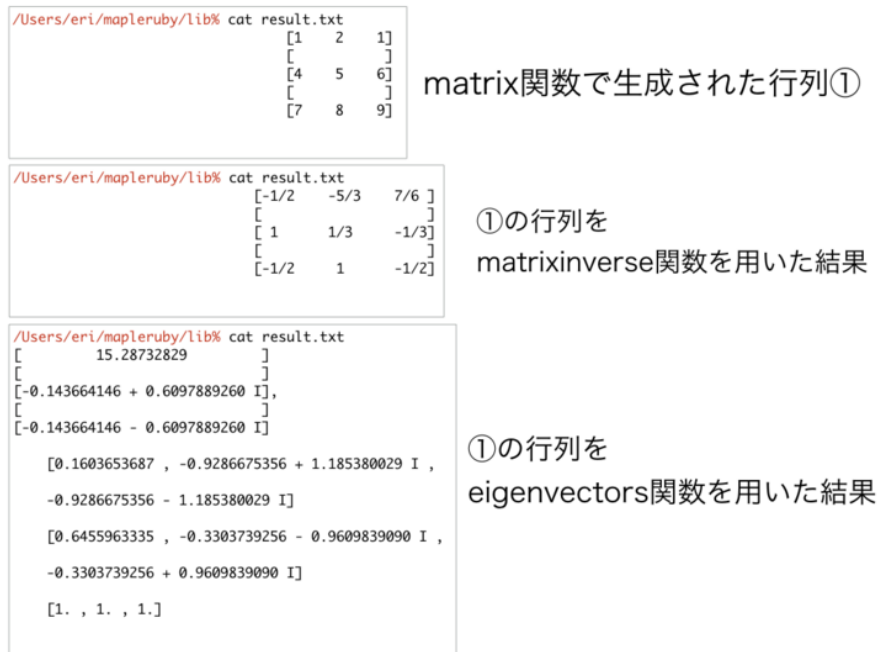 /Users/eri/mapleruby/lib% cat result.txt
[1 2 1]
[ ]
[4 5 6]
[ ]
[7 8 9]
matrix関数で生成された行列①
/Users/eri/mapleruby/lib% cat result.txt
[-1/2 -5/3 7/6 ]
[ ]
[ 1 1/3 -1/3]
[ ]
[-1/2 1 -1/2]
①の行列を
matrixinverse関数を用いた結果
/Users/eri/mapleruby/lib% cat result.txt
[ 15.28732829 ]
[ ]
[-0.143664146 + 0.6097889260 I],
[ ]
[-0.143664146 - 0.6097889260 I]
[0.1603653687 , -0.9286675356 + 1.185380029 I ,
-0.9286675356 - 1.185380029 I]
[0.6455963335 , -0.3303739256 - 0.9609839090 I ,
-0.3303739256 + 0.9609839090 I]
[1. , 1. , 1.]
①の行列を
eigenvectors関数を用いた結果